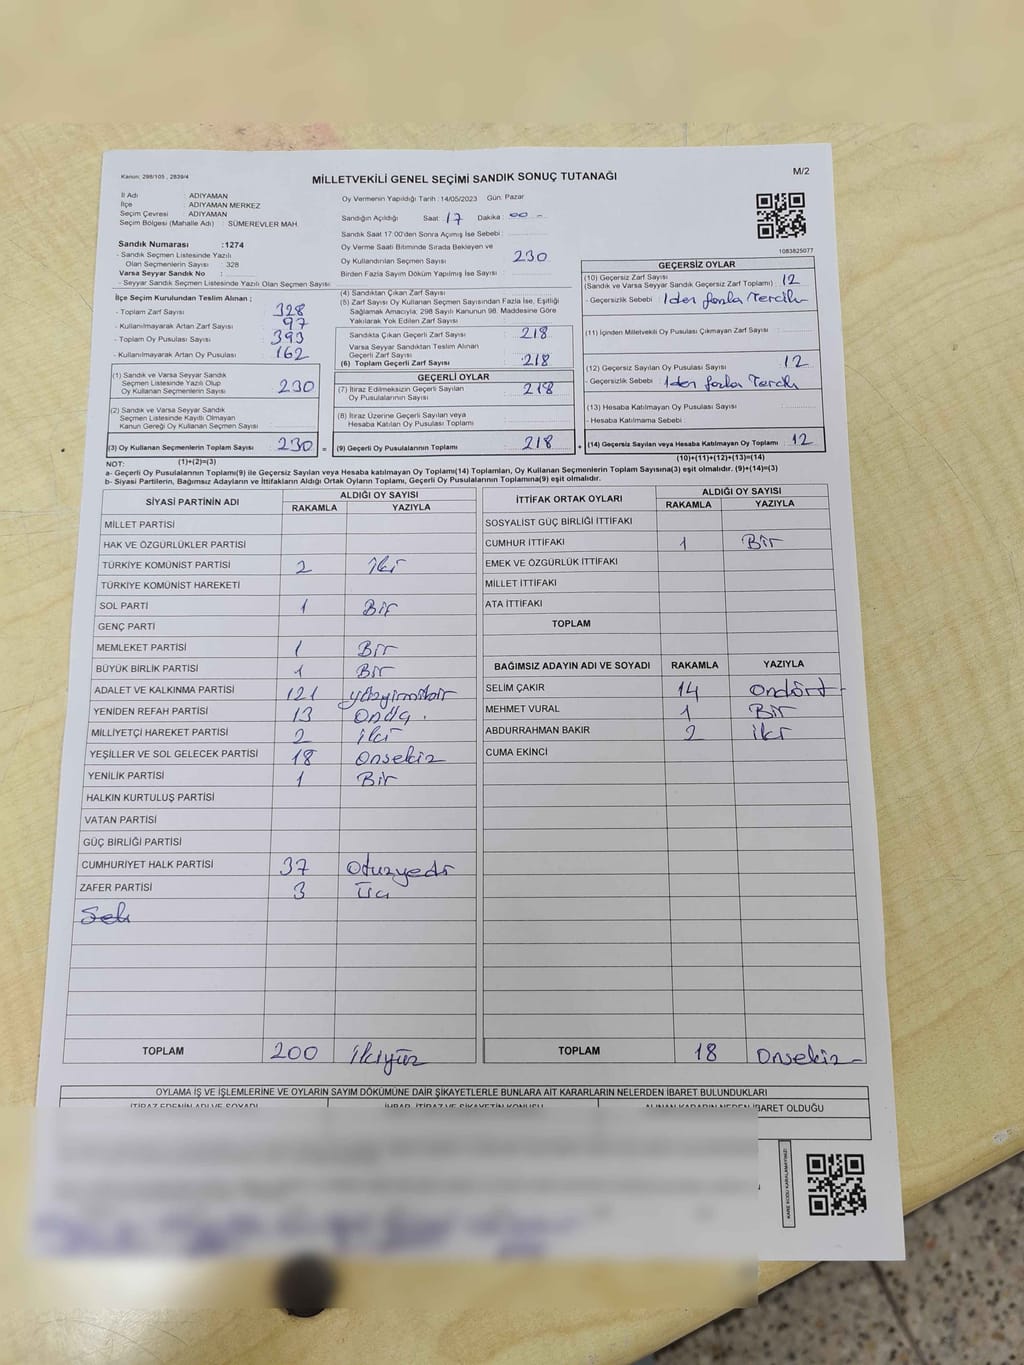 Kanun: 298/105 , 2839/4
MİLLETVEKİLİ GENEL SEÇİMİ SANDIK SONUÇ TUTANAĞI
M/2
İl Adı : ADIYAMAN
İlçe : ADIYAMAN MERKEZ
Seçim Çevresi : ADIYAMAN
Seçim Bölgesi (Mahalle Adı) : SÜMEREVLER MAH.
Sandık Numarası : 1274
- Sandık Seçmen Listesinde Yazılı
Olan Seçmenlerin Sayısı : 328
Varsa Seyyar Sandık No :
- Seyyar Sandık Seçmen Listesinde Yazılı Olan Seçmen Sayısı
İlçe Seçim Kurulundan Teslim Alınan ;
- Toplam Zarf Sayısı : 328
- Kullanılmayarak Artan Zarf Sayısı : 97
- Toplam Oy Pusulası Sayısı : 393
- Kullanılmayarak Artan Oy Pusulası : 162
(1) Sandık ve Varsa Seyyar Sandık
Seçmen Listesinde Yazılı Olup
Oy Kullanan Seçmenlerin Sayısı 230
(2) Sandık ve Varsa Seyyar Sandık
Seçmen Listesinde Kayıtlı Olmayan
Kanun Gereği Oy Kullanan Seçmen Sayısı
(3) Oy Kullanan Seçmenlerin Toplam Sayısı 230 =
(1)+(2)=(3)
Oy Vermenin Yapıldığı Tarih : 14/05/2023 Gün: Pazar
Sandığın Açıldığı Saat: 17 Dakika : 00 -
Sandık Saat 17:00'den Sonra Açılmış İse Sebebi :
Oy Verme Saati Bitiminde Sırada Bekleyen ve
Oy Kullandırılan Seçmen Sayısı : 230
Birden Fazla Sayım Döküm Yapılmış İse Sayısı :
(4) Sandıktan Çıkan Zarf Sayısı :
(5) Zarf Sayısı Oy Kullanan Seçmen Sayısından Fazla İse, Eşitliği
Sağlamak Amacıyla; 298 Sayılı Kanunun 98. Maddesine Göre
Yakılarak Yok Edilen Zarf Sayısı :
Sandıkta Çıkan Geçerli Zarf Sayısı : 218
Varsa Seyyar Sandıktan Teslim Alınan
Geçerli Zarf Sayısı
(6) Toplam Geçerli Zarf Sayısı : 218
GEÇERLİ OYLAR
(7) İtiraz Edilmeksizin Geçerli Sayılan
Oy Pusulası Sayısı : 218
(8) İtiraz Üzerine Geçerli Sayılan veya
Hesaba Katılan Oy Pusulası Toplamı :
(9) Geçerli Oy Pusulalarının Toplamı : 218 +
1083825077
GEÇERSİZ OYLAR
(10) Geçersiz Zarf Sayısı
(Sandık ve Varsa Seyyar Sandık Geçersiz Zarf Toplamı) : 12
- Geçersizlik Sebebi : 1den fazla Tercih
(11) İçinden Milletvekili Oy Pusulası Çıkmayan Zarf Sayısı :
(12) Geçersiz Sayılan Oy Pusulası Sayısı : 12
- Geçersizlik Sebebi : 1den fazla Tercih
(13) Hesaba Katılmayan Oy Pusulası Sayısı :
- Hesaba Katılmama Sebebi :
(14) Geçersiz Sayılan veya Hesaba Katılmayan Oy Toplamı : 12
(10)+(11)+(12)+(13)=(14)
NOT:
a- Geçerli Oy Pusulalarının Toplamı(9) ile Geçersiz Sayılan veya Hesaba katılmayan Oy Toplamı(14) Toplamları, Oy Kullanan Seçmenlerin Toplam Sayısına(3) eşit olmalıdır. (9)+(14)=(3)
b- Siyasi Partilerin, Bağımsız Adayların ve İttifakların Aldığı Ortak Oyların Toplamı, Geçerli Oy Pusulalarının Toplamına(9) eşit olmalıdır.
SİYASİ PARTİNİN ADI ALDIĞI OY SAYISI
RAKAMLA YAZIYLA
MİLLET PARTİSİ
HAK VE ÖZGÜRLÜKLER PARTİSİ
TÜRKİYE KOMÜNİST PARTİSİ 2 iki
TÜRKİYE KOMÜNİST HAREKETİ
SOL PARTİ 1 Bir
GENÇ PARTİ
MEMLEKET PARTİSİ 1 Bir
BÜYÜK BİRLİK PARTİSİ 1 Bir
ADALET VE KALKINMA PARTİSİ 121 yüzyirmibir
YENİDEN REFAH PARTİSİ 13
MİLLİYETÇİ HAREKET PARTİSİ 2 iki
YEŞİLLER VE SOL GELECEK PARTİSİ 18 Onsekiz
YENİLİK PARTİSİ 1 Bir
HALKIN KURTULUŞ PARTİSİ
VATAN PARTİSİ
GÜÇ BİRLİĞİ PARTİSİ
CUMHURİYET HALK PARTİSİ 37 Otuzyedi
ZAFER PARTİSİ 3 Üç
TOPLAM 200 ikiyüz
İTTİFAK ORTAK OYLARI ALDIĞI OY SAYISI
RAKAMLA YAZIYLA
SOSYALİST GÜÇ BİRLİĞİ İTTİFAKI
CUMHUR İTTİFAKI 1 Bir
EMEK VE ÖZGÜRLÜK İTTİFAKI
MİLLET İTTİFAKI
ATA İTTİFAKI
TOPLAM
BAĞIMSIZ ADAYIN ADI VE SOYADI RAKAMLA YAZIYLA
SELİM ÇAKIR 14 Ondört
MEHMET VURAL 1 Bir
ABDURRAHMAN BAKIR 2 iki
CUMA EKİNCİ
TOPLAM 18 Onsekiz
OYLAMA İŞ VE İŞLEMLERİNE VE OYLARIN SAYIM DÖKÜMÜNE DAİR ŞİKAYETLERLE BUNLARA AİT KARARLARIN NELERDEN İBARET BULUNDUKLARI
İTİRAZ EDENİN ADI VE SOYADI İHBAR, İTİRAZ VE ŞİKAYETİN KONUSU ALINAN KARARIN NEDEN İBARET OLDUĞU
KARE KODU KARALAMAYINIZ!